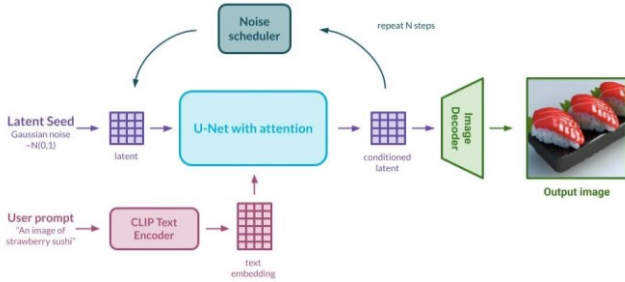 Noise
scheduler
repeat N steps
Latent Seed
Gaussian noise
~N(0,1)
latent
U-Net with attention
conditioned
latent
Image
Decoder
Output image
User prompt
"An image of
strawberry sushi"
CLIP Text
Encoder
text
embedding